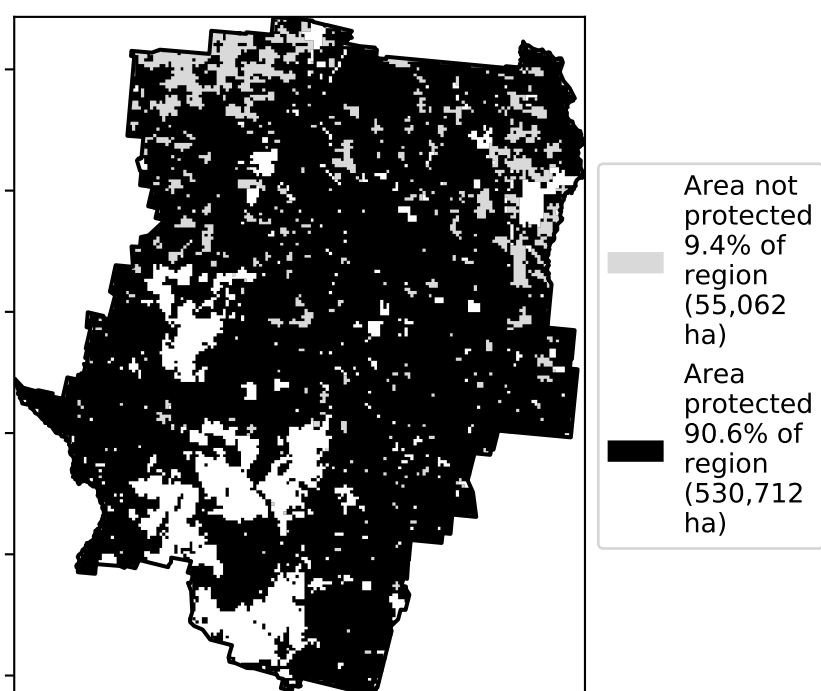 Area not
protected
9.4% of
region
(55,062
ha)
Area
protected
90.6% of
region
(530,712
ha)